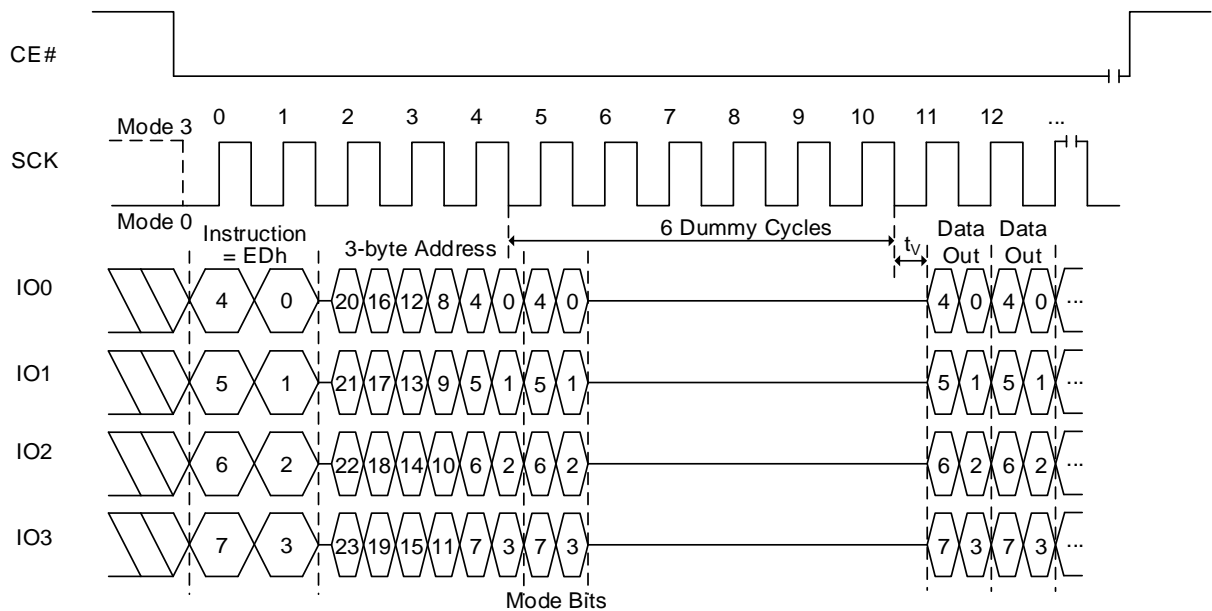 CE#
0 1 2 3 4 5 6 7 8 9 10 11 12 ...
Mode 3
SCK
Mode 0
Instruction
= EDh
3-byte Address
6 Dummy Cycles
tV
Data Out
Data Out
IO0 4 0 20 16 12 8 4 0 4 0 4 0 4 0 ...
IO1 5 1 21 17 13 9 5 1 5 1 5 1 5 1 ...
IO2 6 2 22 18 14 10 6 2 6 2 6 2 6 2 ...
IO3 7 3 23 19 15 11 7 3 7 3 7 3 7 3 ...
Mode Bits